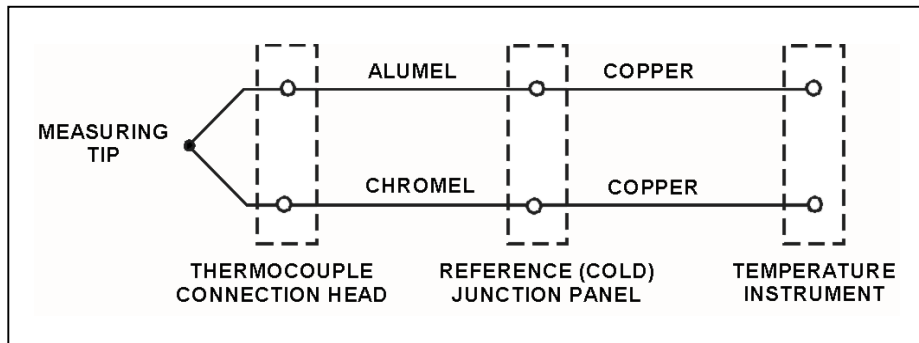 ALUMEL
COPPER
MEASURING
TIP
CHROMEL
COPPER
THERMOCOUPLE
CONNECTION HEAD
REFERENCE (COLD)
JUNCTION PANEL
TEMPERATURE
INSTRUMENT